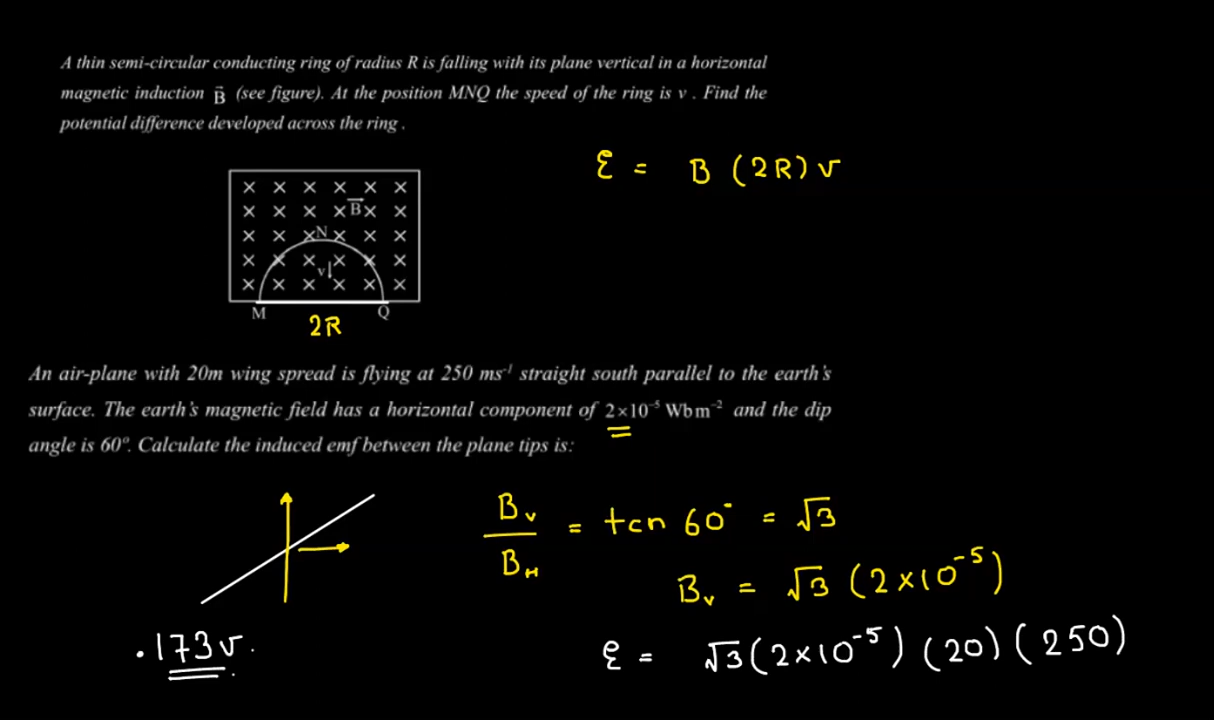 A thin semi-circular conducting ring of radius R is falling with its plane vertical in a horizontal
magnetic induction B⃗ (see figure). At the position MNQ the speed of the ring is v . Find the
potential difference developed across the ring .
ε = B (2R) v
× × × × × ×
× × × × B⃗ × ×
× × × N × × ×
× × × v × × ×
× × × × × ×
M Q
2R
An air-plane with 20m wing spread is flying at 250 ms⁻¹ straight south parallel to the earth's
surface. The earth's magnetic field has a horizontal component of 2×10⁻⁵ Wb m⁻² and the dip
angle is 60°. Calculate the induced emf between the plane tips is:
Bv / BH = tan 60° = √3
Bv = √3 (2×10⁻⁵)
ε = √3 (2×10⁻⁵) (20) (250)
.173v.